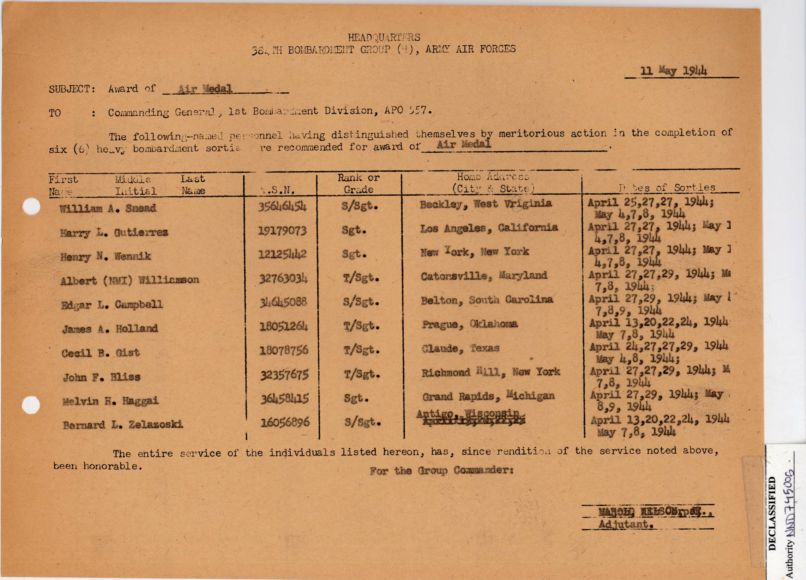 HEADQUARTERS
BOMBARDMENT GROUP (H), ARMY AIR FORCES
11 May 1944
SUBJECT: Award of Air Medal
TO : Commanding General, 1st Bombardment Division, APO 557.
The following-named personnel having distinguished themselves by meritorious action in the completion of
six (6) heavy bombardment sortie re recommended for award of Air Medal.
First Middle Last Rank or Home Address
Name Initial Name .S.N. Grade (City & State) Dates of Sorties
William A. Snead 35646454 S/Sgt. Beckley, West Vriginia April 25,27,27, 1944;
May 4,7,8, 1944
Harry L. Gutierres 19179073 Sgt. Los Angeles, California April 27,27, 1944; May 1
4,7,8, 1944
Henry N. Wennik 12125442 Sgt. New York, New York April 27,27, 1944; May 1
4,7,8, 1944
Albert (NMI) Williamson 32763034 T/Sgt. Catonsville, Maryland April 27,27,29, 1944; Ma
7,8, 1944;
Edgar L. Campbell 34645088 S/Sgt. Belton, South Carolina April 27,29, 1944; May
7,8,9, 1944
James A. Holland 18051264 T/Sgt. Prague, Oklahoma April 13,20,22,24, 1944
May 7,8, 1944
Cecil B. Gist 18078756 T/Sgt. Claude, Texas April 24,27,27,29, 1944
May 4,8, 1944;
John F. Bliss 32357675 T/Sgt. Richmond Hill, New York April 27,27,29, 1944; M
7,8, 1944
Melvin H. Haggai 36458415 Sgt. Grand Rapids, Michigan April 27,29, 1944; May
8,9, 1944
Bernard L. Zelazoski 16056896 S/Sgt. Antigo, Wisconsin April 13,20,22,24, 1944
May 7,8, 1944
The entire service of the individuals listed hereon, has, since rendition of the service noted above,
been honorable.
For the Group Commander:
Adjutant.
DECLASSIFIED
Authority NND745005